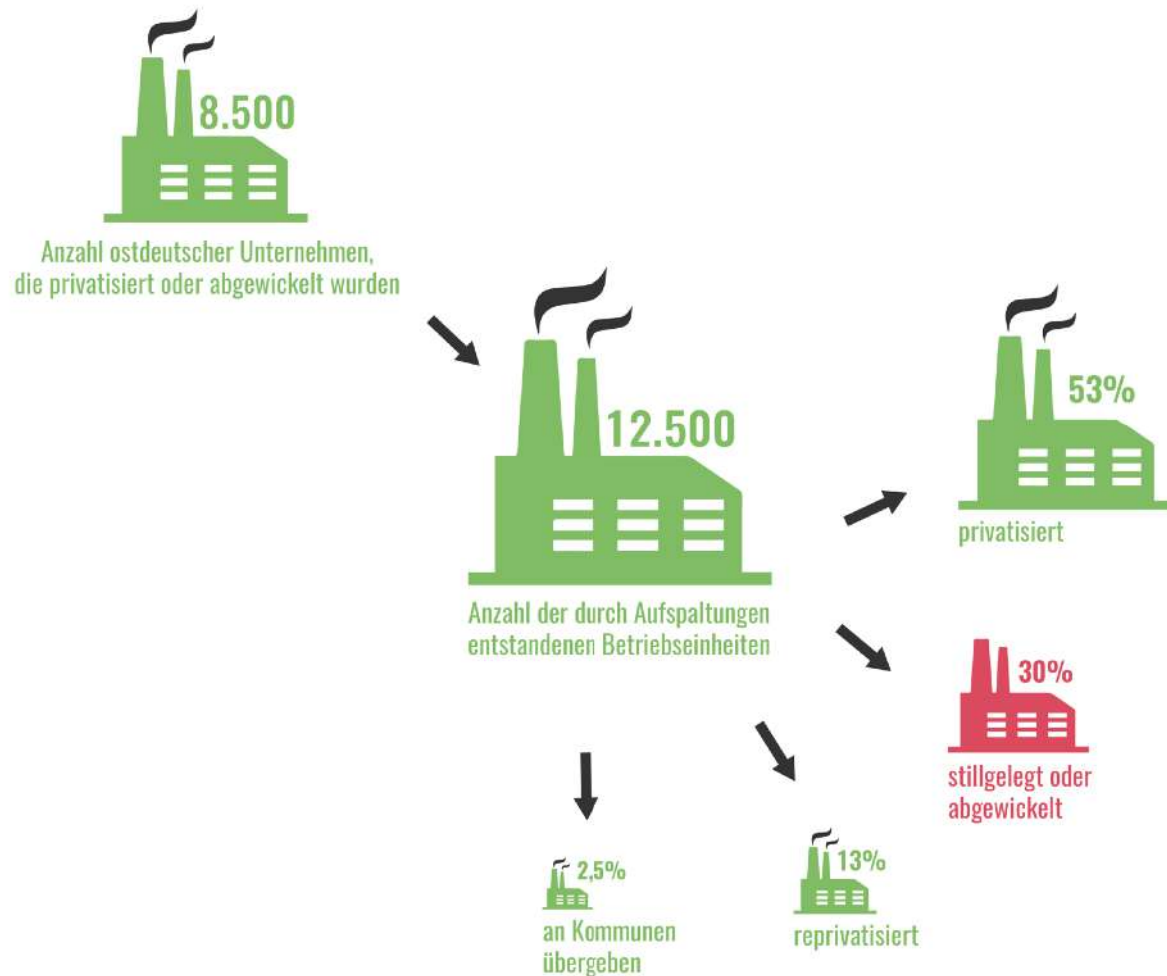 8.500
Anzahl ostdeutscher Unternehmen,
die privatisiert oder abgewickelt wurden
12.500
Anzahl der durch Aufspaltungen
entstandenen Betriebseinheiten
53%
privatisiert
30%
stillgelegt oder
abgewickelt
13%
reprivatisiert
2,5%
an Kommunen
übergeben